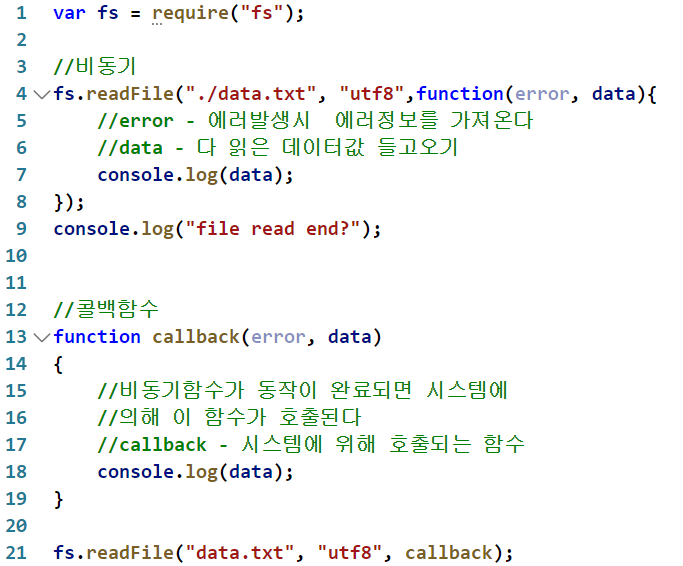 1 var fs = require("fs");
2
3 //비동기
4 fs.readFile("./data.txt", "utf8",function(error, data){
5 //error - 에러발생시  에러정보를 가져온다
6 //data - 다 읽은 데이터값 들고오기
7 console.log(data);
8 });
9 console.log("file read end?");
10
11
12 //콜백함수
13 function callback(error, data)
14 {
15 //비동기함수가 동작이 완료되면 시스템에
16 //의해 이 함수가 호출된다
17 //callback - 시스템에 위해 호출되는 함수
18 console.log(data);
19 }
20
21 fs.readFile("data.txt", "utf8", callback);